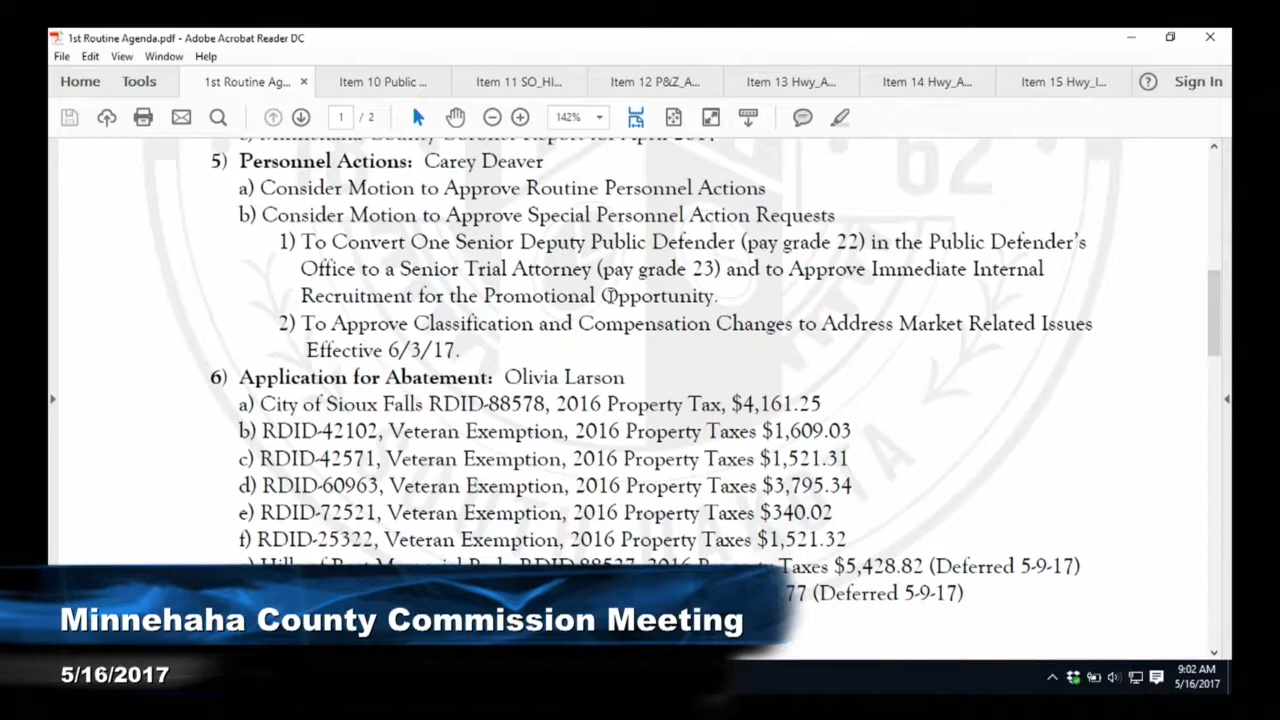 1st Routine Agenda.pdf - Adobe Acrobat Reader DC
File Edit View Window Help
Home Tools 1st Routine Ag... × Item 10 Public ... Item 11 SO_HI... Item 12 P&Z_A... Item 13 Hwy_A... Item 14 Hwy_A... Item 15 Hwy_I... Sign In
1 / 2 142%
5) Personnel Actions: Carey Deaver
a) Consider Motion to Approve Routine Personnel Actions
b) Consider Motion to Approve Special Personnel Action Requests
1) To Convert One Senior Deputy Public Defender (pay grade 22) in the Public Defender's
Office to a Senior Trial Attorney (pay grade 23) and to Approve Immediate Internal
Recruitment for the Promotional Opportunity.
2) To Approve Classification and Compensation Changes to Address Market Related Issues
Effective 6/3/17.
6) Application for Abatement: Olivia Larson
a) City of Sioux Falls RDID-88578, 2016 Property Tax, $4,161.25
b) RDID-42102, Veteran Exemption, 2016 Property Taxes $1,609.03
c) RDID-42571, Veteran Exemption, 2016 Property Taxes $1,521.31
d) RDID-60963, Veteran Exemption, 2016 Property Taxes $3,795.34
e) RDID-72521, Veteran Exemption, 2016 Property Taxes $340.02
f) RDID-25322, Veteran Exemption, 2016 Property Taxes $1,521.32
Taxes $5,428.82 (Deferred 5-9-17)
77 (Deferred 5-9-17)
Minnehaha County Commission Meeting
5/16/2017
9:02 AM
5/16/2017